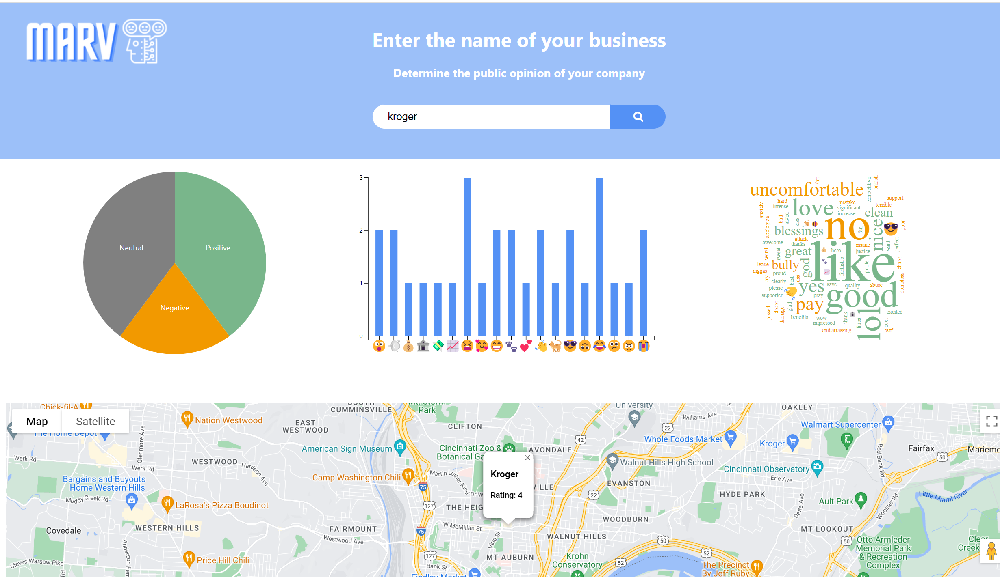 MARV
Enter the name of your business
Determine the public opinion of your company
kroger
Neutral
Positive
Negative
3
2
1
0
uncomfortable
shit
competitive
breach
support
hard
intense
love
mistake
significant
increase
terrible
clean
anxiety
apologize
bad
saved
kiss
no
fan
nice
poor
blessings
attack
awesome
thanks
want
perfect
insane
justice
worst
sweet
great
hero
like
leave
niggas
bully
god
fantastic
polite
chaos
proud
cry
clearly
best
ass
please
supporter
yes
save
quality
abuse
homeless
pray
good
pissed
doubt
damage
glad
pay
benefits
wow
impressed
thank
likes
lol
cool
excited
embarrassing
wtf
Chick-fil-A
Map
Satellite
The Home Depot
Nation Westwood
EAST
WESTWOOD
SOUTH
CUMMINSVILLE
Mt. Storm
Park
CLIFTON
University
Williams Ave
OAKLEY
22
42
Whole Foods Market
Kroger
Walmart Supercenter
Red Bank Rd
Fairfax
50
Mariemo
Glenmore Ave
Werk Rd
Werk Rd
WESTWOOD
Harrison Ave
American Sign Museum
Cincinnati Zoo &
Botanical Ga
AVONDALE
Walnut Hills High School
Cincinnati Observatory
Erie Ave
Bargains and Buyouts
Home Western Hills
Muddy Creek Rd
Camp Washington Chili
75
Martin Luther King Dr W
Kroger
Rating: 4
VILLE
EVANSTON
22
HYDE PARK
Delta Ave
Ault Park
Wooster Rd
Little Miami River
LaRosa's Pizza Boudinot
127
THE HEIG
WOODBURN
Covedale
WESTERN HILLS
FAIRMOUNT
Westwood Ave
75
W McMillan St
Vine St
WALNUT HILLS
50
MT LOOKOUT
50
Otto Armleder
Memorial Park
& Recreation
Complex
Clear
Creek
Anderson Ferr
Cleves Warsaw Pike
Rd
Price Hill Chili
127
Bank St
MT AUBURN
Findlay Market
Krohn
Conservatory
52
52
The Precinct
By Jeff Ruby